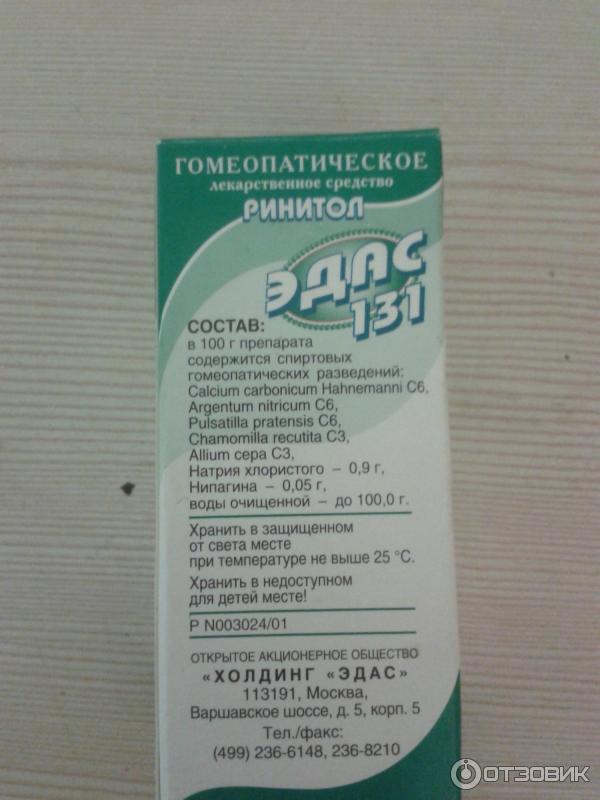 ГОМЕОПАТИЧЕСКОЕ
лекарственное средство
РИНИТОЛ
ЭДАС
131
СОСТАВ:
в 100 г препарата
содержится спиртовых
гомеопатических разведений:
Calcium carbonicum Hahnemanni C6,
Argentum nitricum C6,
Pulsatilla pratensis C6,
Chamomilla recutita C3,
Allium cepa C3,
Натрия хлористого – 0,9 г,
Нипагина – 0,05 г,
воды очищенной – до 100,0 г.
Хранить в защищенном
от света месте
при температуре не выше 25 °С.
Хранить в недоступном
для детей месте!
Р N003024/01
ОТКРЫТОЕ АКЦИОНЕРНОЕ ОБЩЕСТВО
«ХОЛДИНГ «ЭДАС»
113191, Москва,
Варшавское шоссе, д. 5, корп. 5
Тел./факс:
(499) 236-6148, 236-8210
ОТЗОВИК